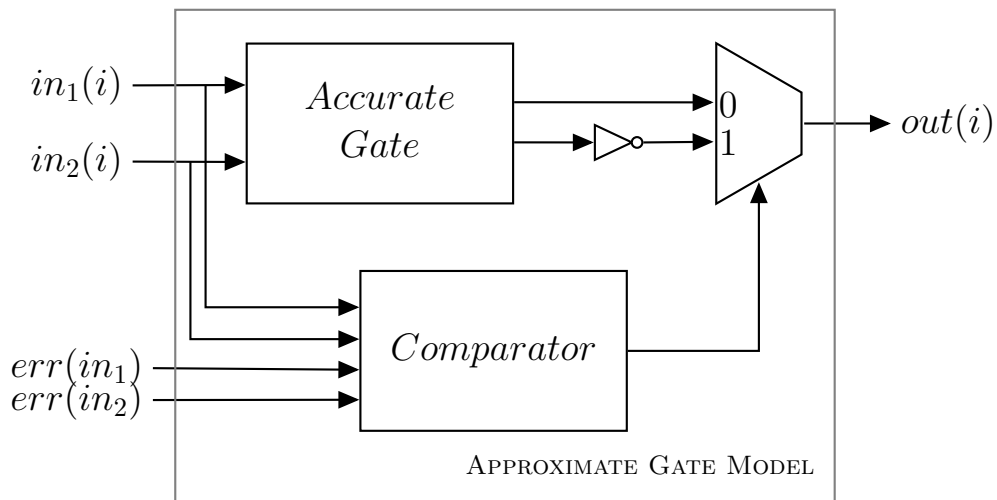 in₁(i)
in₂(i)
Accurate
Gate
0
1
out(i)
Comparator
err(in₁)
err(in₂)
APPROXIMATE GATE MODEL